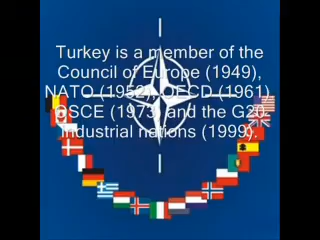 Turkey is a member of the
Council of Europe (1949),
NATO (1952), OECD (1961),
OSCE (1973) and the G20
industrial nations (1999).